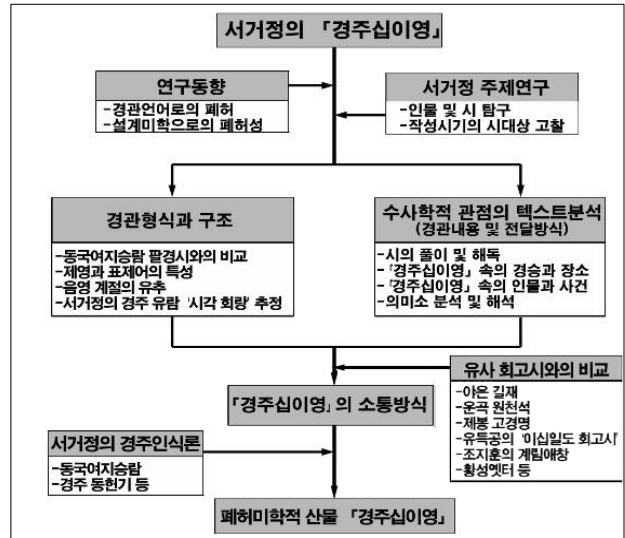 서거정의 「경주십이영」
연구동향
-경관언어로의 폐허
-설계미학으로의 폐허성
서거정 주제연구
-인물 및 시 탐구
-작성시기의 시대상 고찰
경관형식과 구조
-동국여지승람 팔경시와의 비교
-제영과 표제어의 특성
-음영 계절의 유추
-서거정의 경주 유람 '시각 회랑' 추정
수사학적 관점의 텍스트분석
(경관내용 및 전달방식)
-시의 풀이 및 해독
-「경주십이영」 속의 경승과 장소
-「경주십이영」 속의 인물과 사건
-의미소 분석 및 해석
유사 회고시와의 비교
-야은 길재
-운곡 원천석
-제봉 고경명
-유득공의 '이십일도 회고시'
-조지훈의 계림애창
-황성옛터 등
「경주십이영」의 소통방식
서거정의 경주인식론
-동국여지승람
-경주 동헌기 등
폐허미학적 산물 「경주십이영」